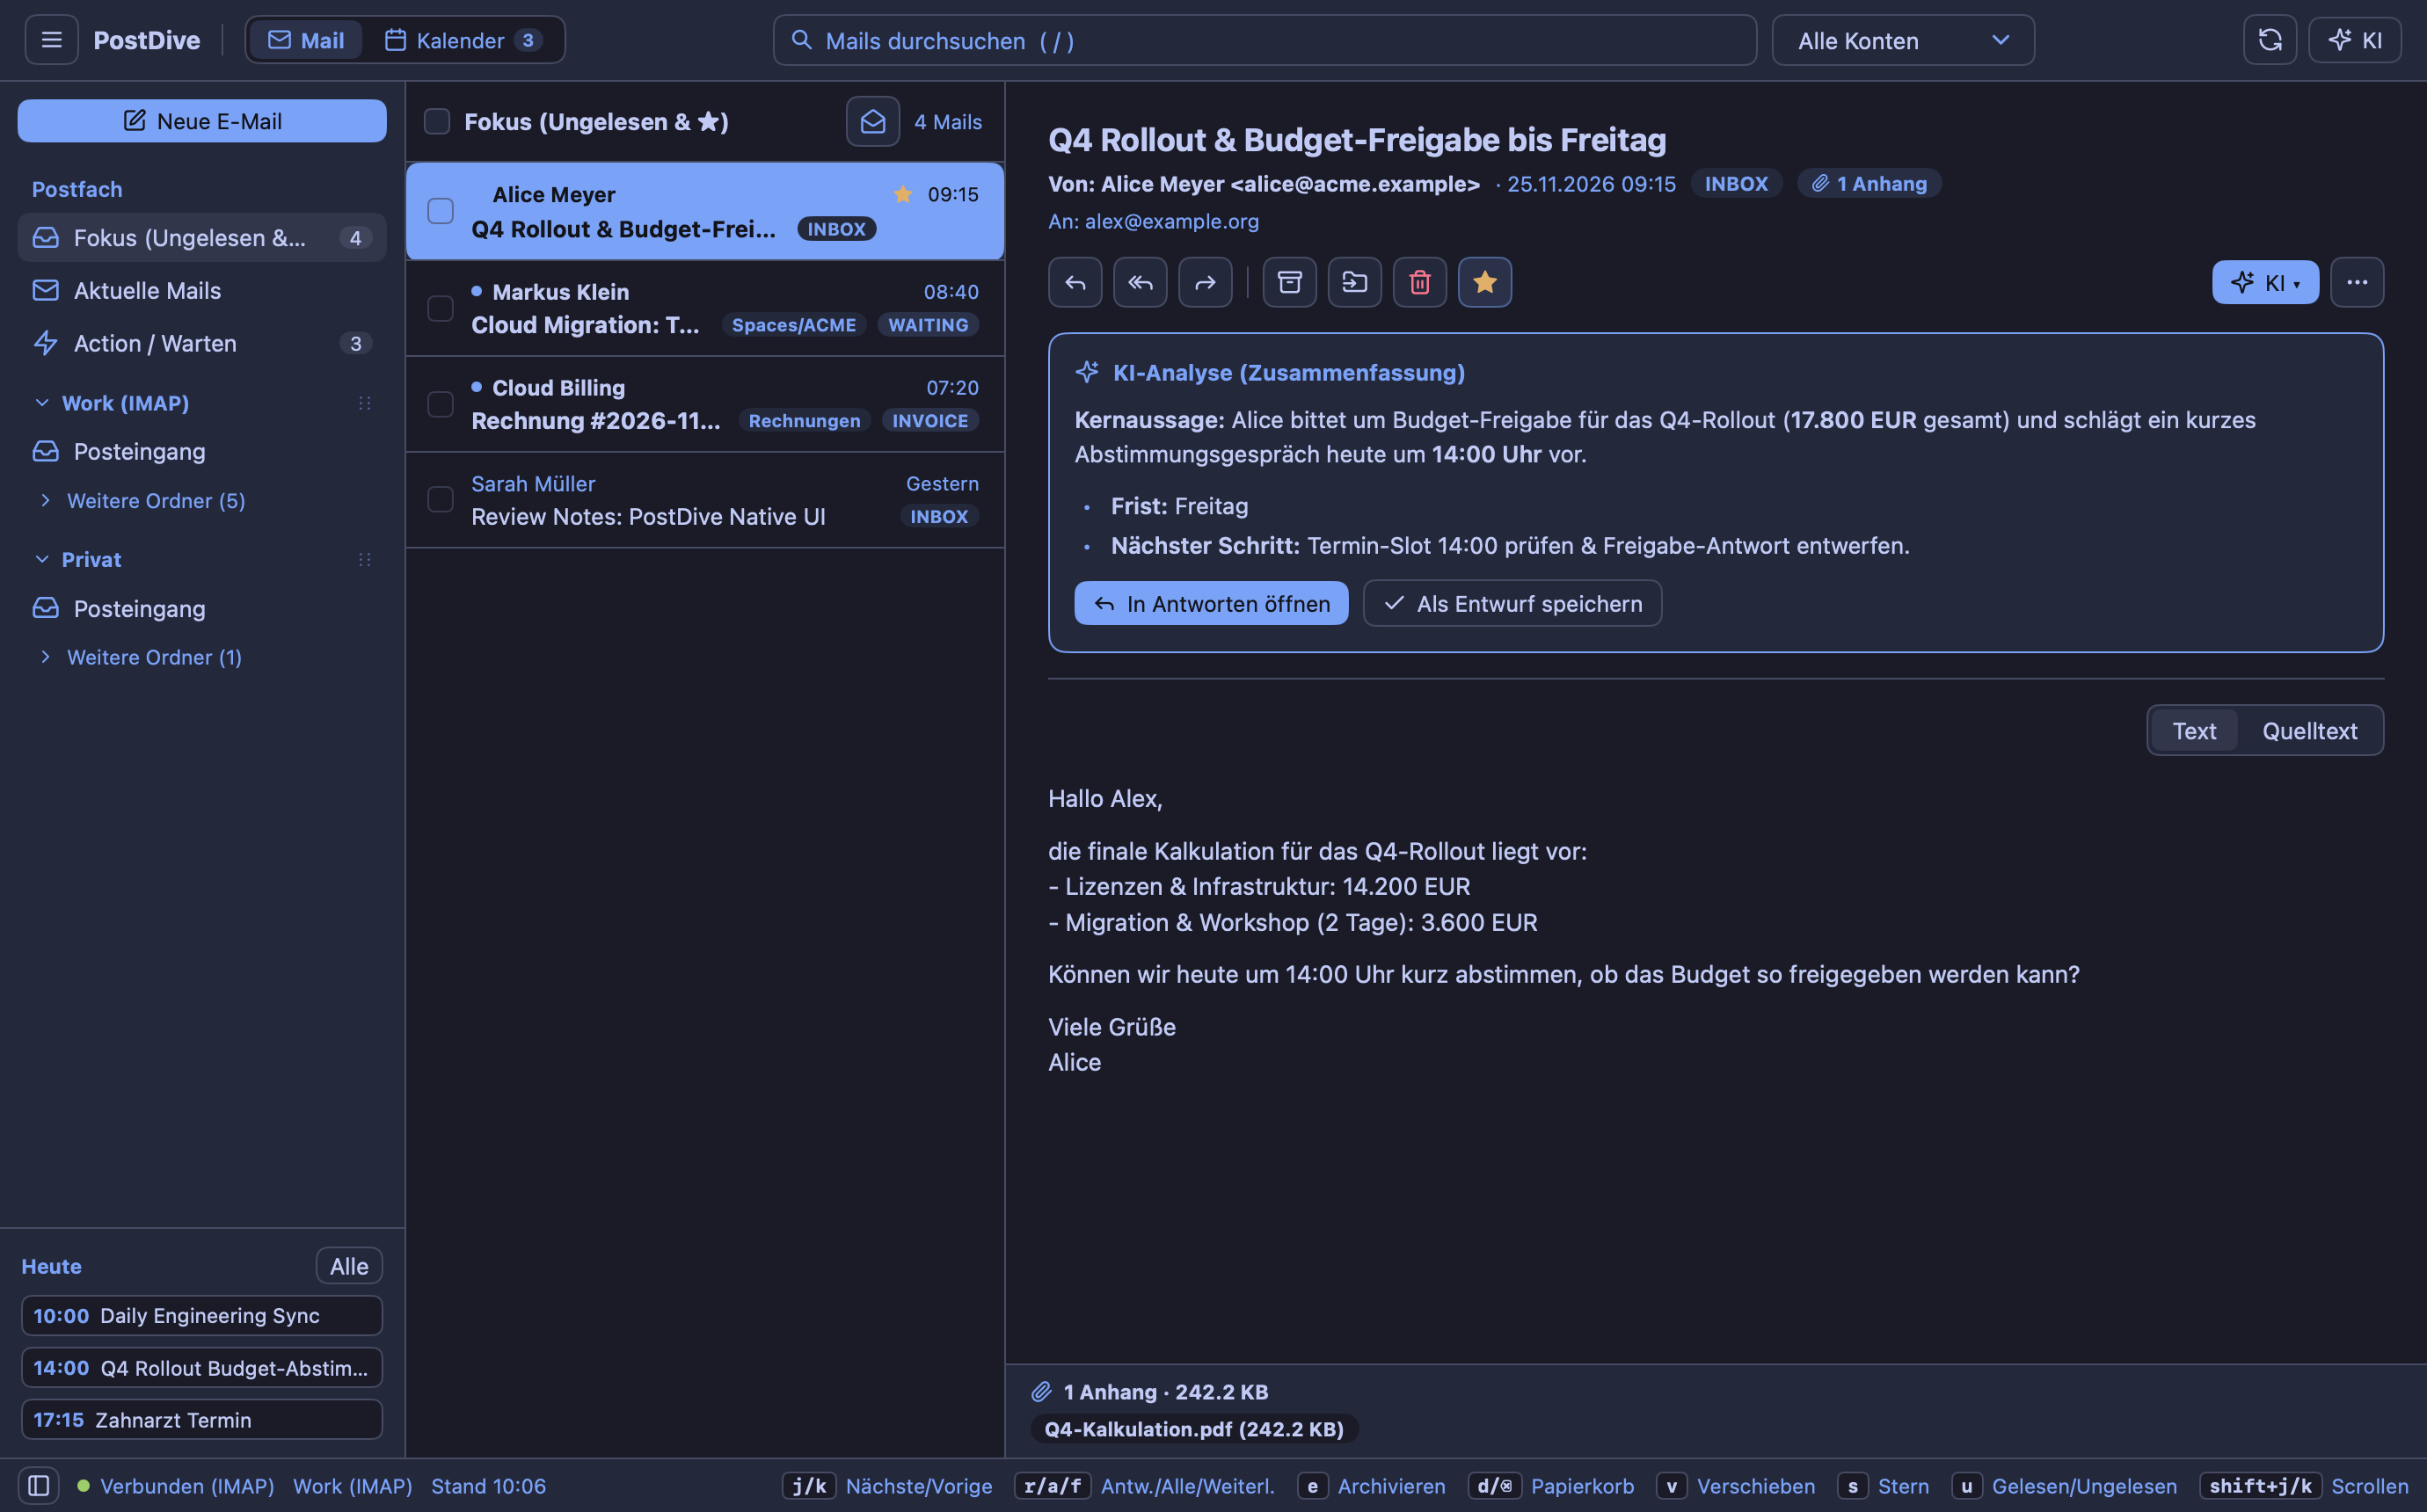 PostDive
Mail
Kalender 3
Mails durchsuchen ( / )
Alle Konten
KI
Neue E-Mail
Postfach
Fokus (Ungelesen &... 4
Aktuelle Mails
Action / Warten 3
Work (IMAP)
Posteingang
Weitere Ordner (5)
Privat
Posteingang
Weitere Ordner (1)
Heute
Alle
10:00 Daily Engineering Sync
14:00 Q4 Rollout Budget-Abstim...
17:15 Zahnarzt Termin
Fokus (Ungelesen & ★)
4 Mails
Alice Meyer ★ 09:15
Q4 Rollout & Budget-Frei... INBOX
Markus Klein 08:40
Cloud Migration: T... Spaces/ACME WAITING
Cloud Billing 07:20
Rechnung #2026-11... Rechnungen INVOICE
Sarah Müller Gestern
Review Notes: PostDive Native UI INBOX
Q4 Rollout & Budget-Freigabe bis Freitag
Von: Alice Meyer <alice@acme.example> · 25.11.2026 09:15 INBOX 1 Anhang
An: alex@example.org
KI ▾
KI-Analyse (Zusammenfassung)
Kernaussage: Alice bittet um Budget-Freigabe für das Q4-Rollout (17.800 EUR gesamt) und schlägt ein kurzes
Abstimmungsgespräch heute um 14:00 Uhr vor.
• Frist: Freitag
• Nächster Schritt: Termin-Slot 14:00 prüfen & Freigabe-Antwort entwerfen.
In Antworten öffnen
Als Entwurf speichern
Text
Quelltext
Hallo Alex,
die finale Kalkulation für das Q4-Rollout liegt vor:
- Lizenzen & Infrastruktur: 14.200 EUR
- Migration & Workshop (2 Tage): 3.600 EUR
Können wir heute um 14:00 Uhr kurz abstimmen, ob das Budget so freigegeben werden kann?
Viele Grüße
Alice
1 Anhang · 242.2 KB
Q4-Kalkulation.pdf (242.2 KB)
Verbunden (IMAP) Work (IMAP) Stand 10:06
j/k Nächste/Vorige r/a/f Antw./Alle/Weiterl. e Archivieren d/⌫ Papierkorb v Verschieben s Stern u Gelesen/Ungelesen shift+j/k Scrollen